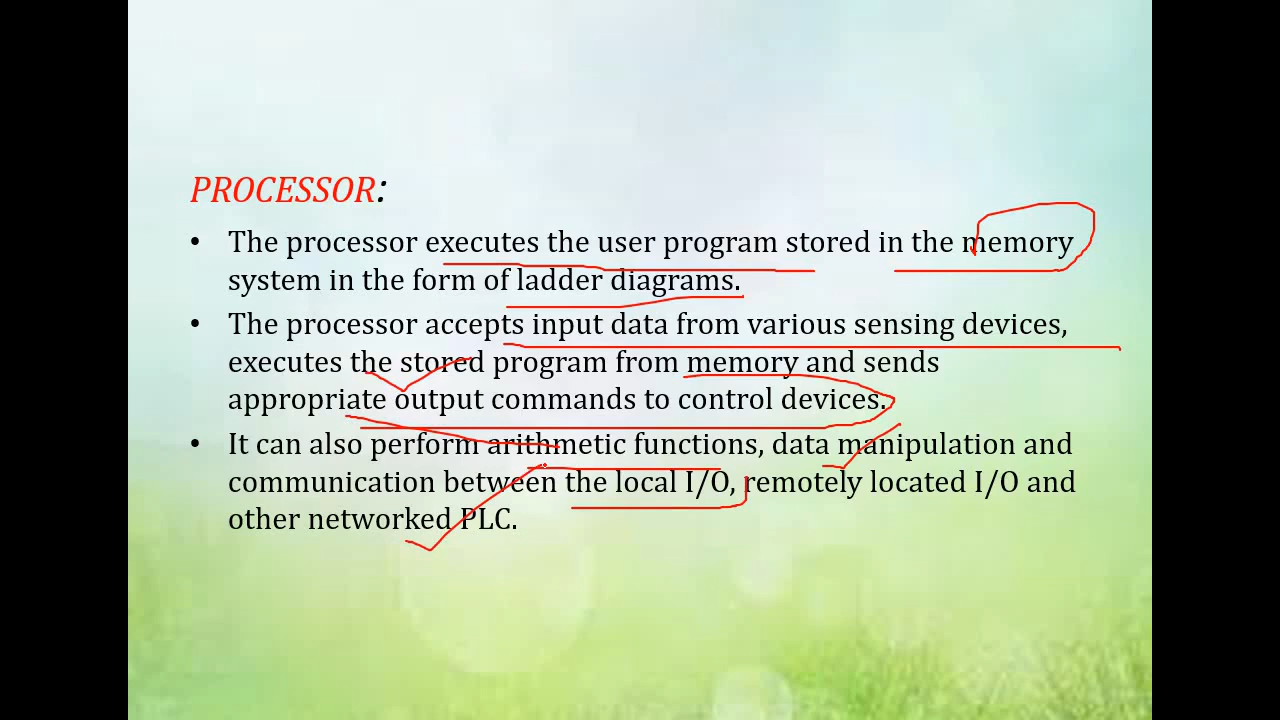 PROCESSOR:
• The processor executes the user program stored in the memory
system in the form of ladder diagrams.
• The processor accepts input data from various sensing devices,
executes the stored program from memory and sends
appropriate output commands to control devices.
• It can also perform arithmetic functions, data manipulation and
communication between the local I/O, remotely located I/O and
other networked PLC.